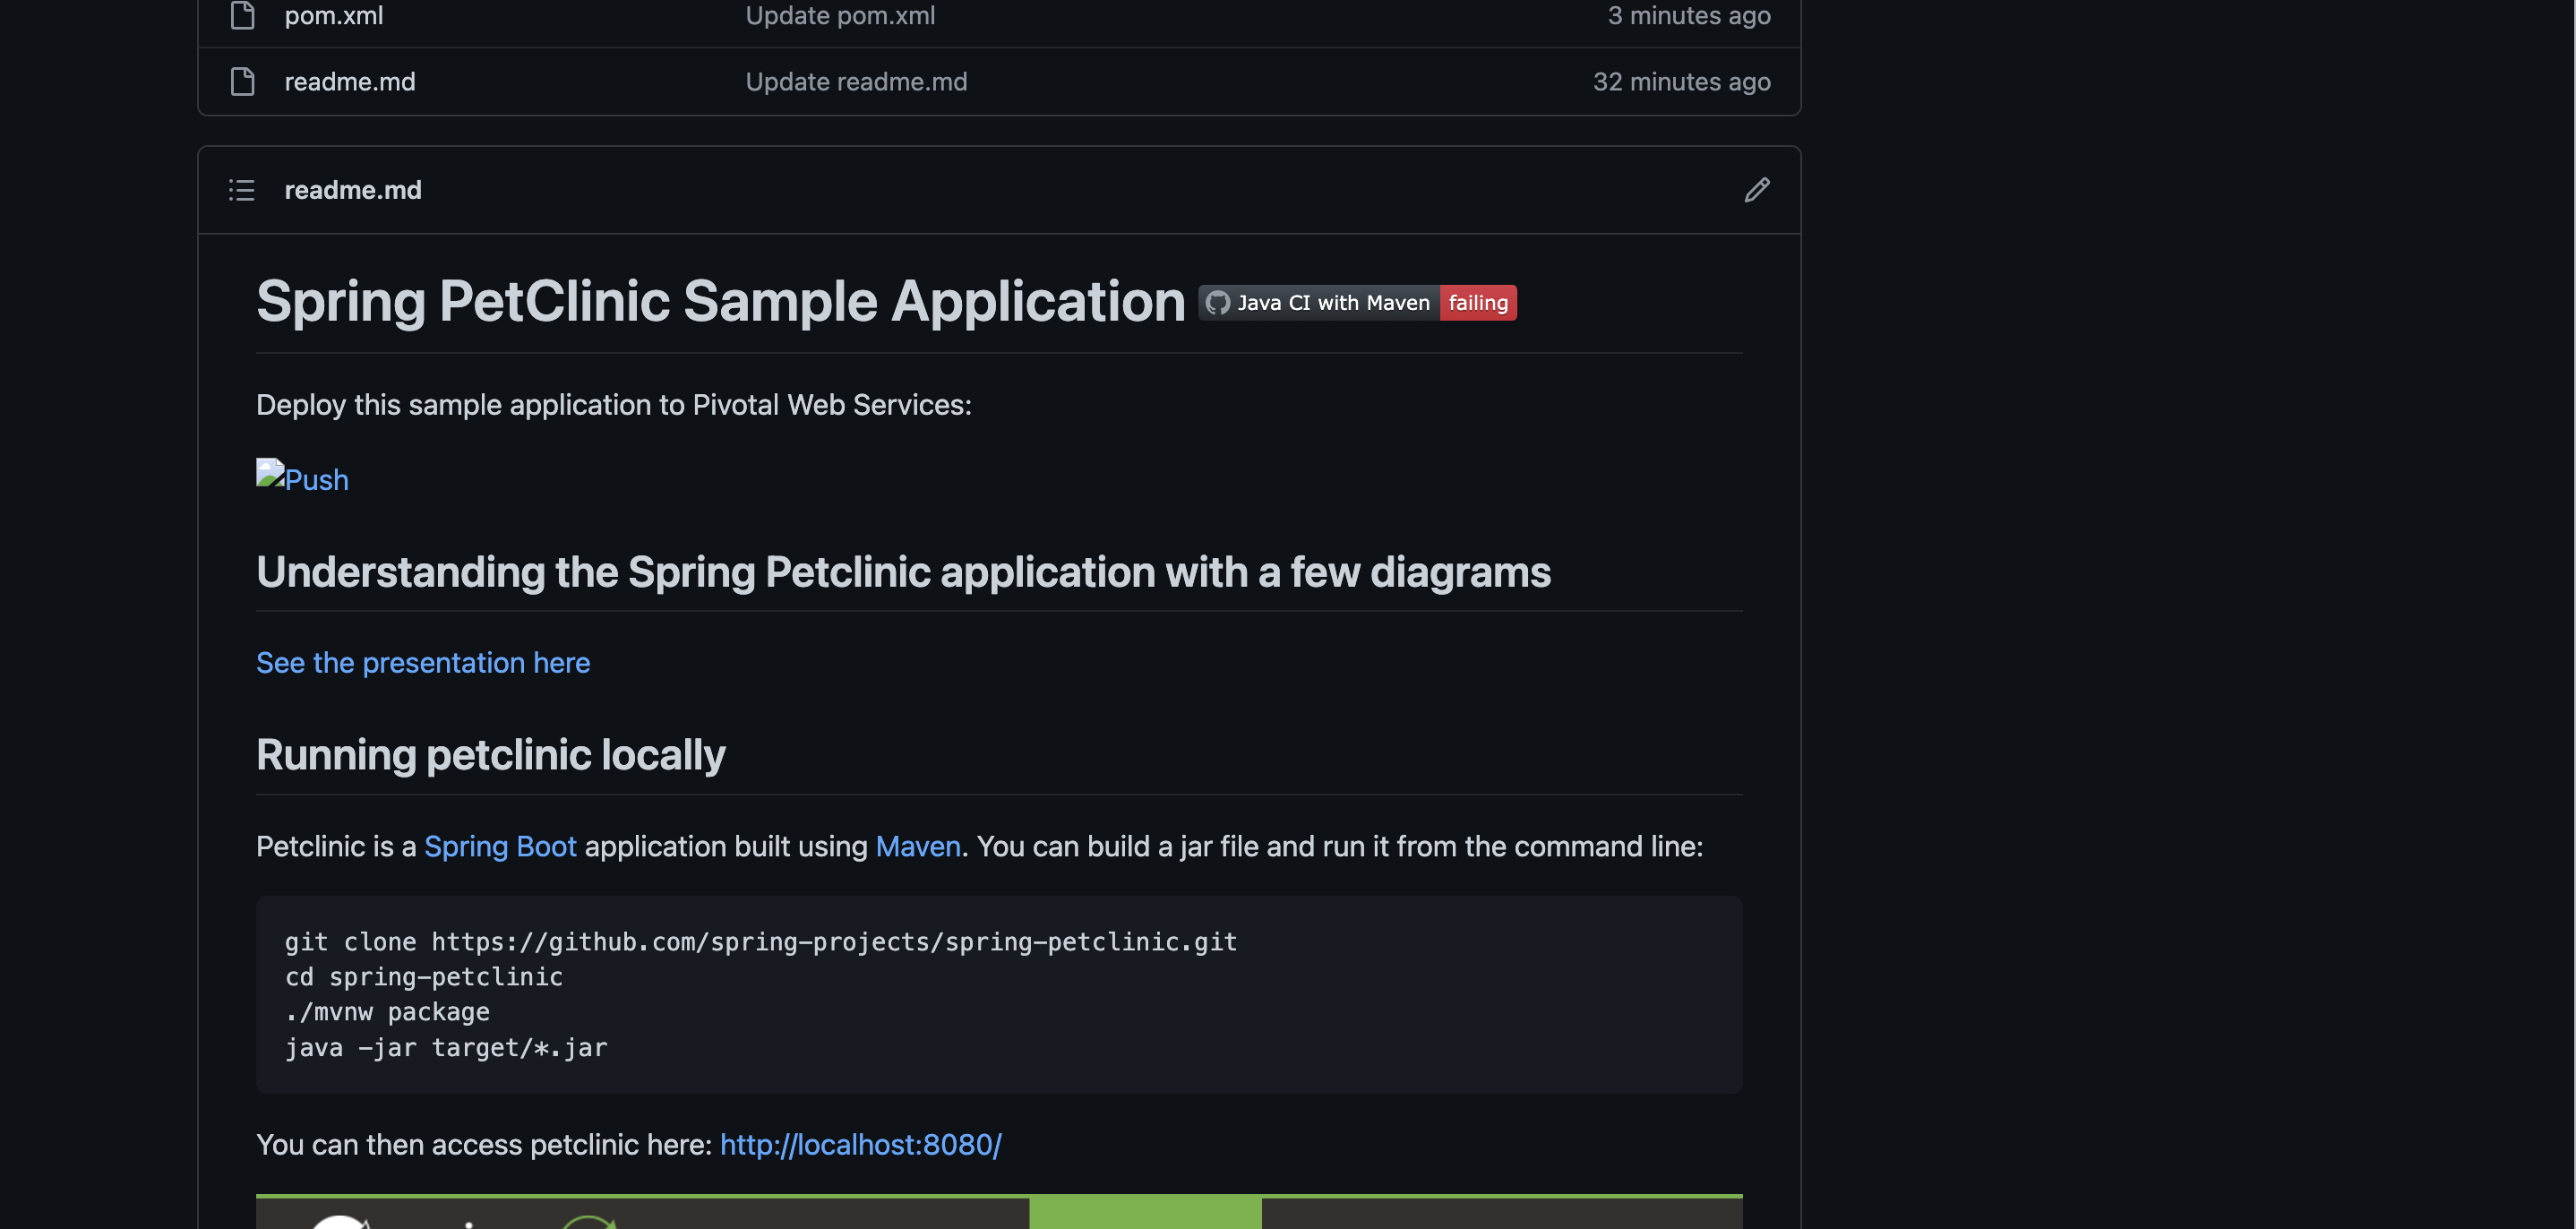 pom.xml Update pom.xml 3 minutes ago
readme.md Update readme.md 32 minutes ago
readme.md
Spring PetClinic Sample Application Java CI with Maven failing
Deploy this sample application to Pivotal Web Services:
Push
Understanding the Spring Petclinic application with a few diagrams
See the presentation here
Running petclinic locally
Petclinic is a Spring Boot application built using Maven. You can build a jar file and run it from the command line:
git clone https://github.com/spring-projects/spring-petclinic.git
cd spring-petclinic
./mvnw package
java -jar target/*.jar
You can then access petclinic here: http://localhost:8080/